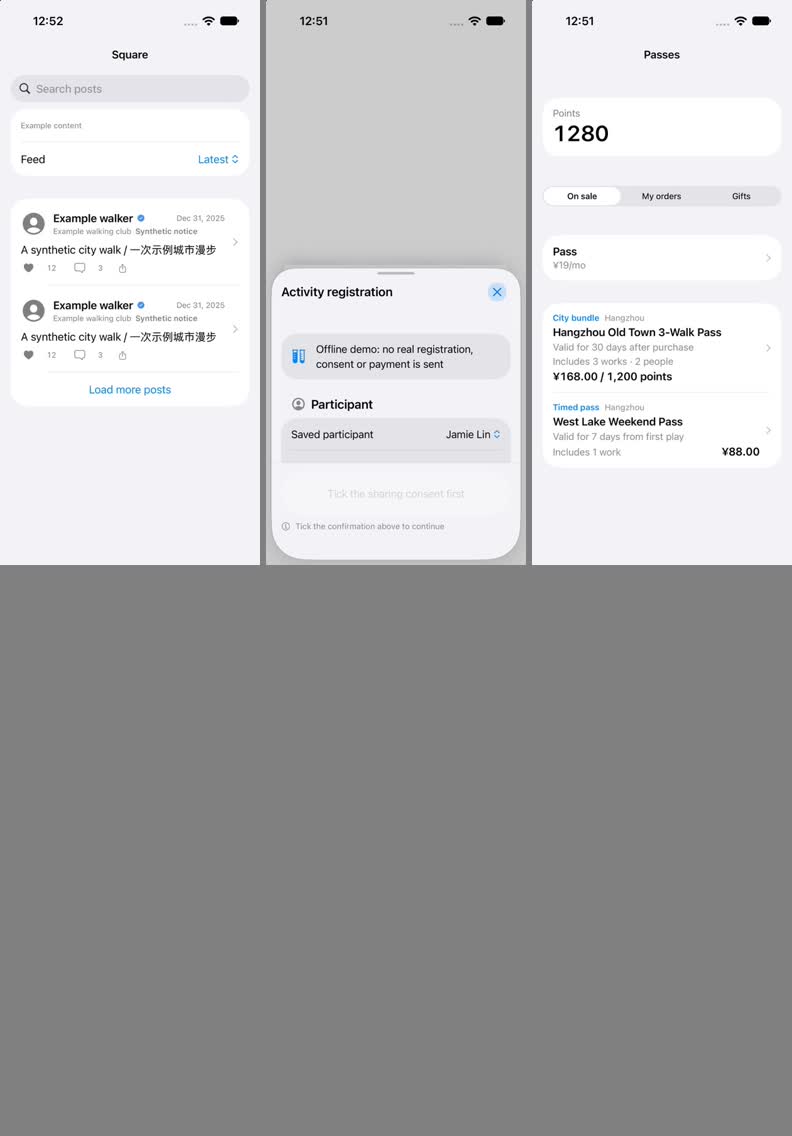 12:52
Square
Search posts
Example content
Feed
Latest
Example walker
Dec 31, 2025
Example walking club Synthetic notice
A synthetic city walk / 一次示例城市漫步
12
3
Example walker
Dec 31, 2025
Example walking club Synthetic notice
A synthetic city walk / 一次示例城市漫步
12
3
Load more posts
12:51
Activity registration
Offline demo: no real registration,
consent or payment is sent
Participant
Saved participant
Jamie Lin
Tick the sharing consent first
Tick the confirmation above to continue
12:51
Passes
Points
1280
On sale
My orders
Gifts
Pass
¥19/mo
City bundle Hangzhou
Hangzhou Old Town 3-Walk Pass
Valid for 30 days after purchase
Includes 3 works · 2 people
¥168.00 / 1,200 points
Timed pass Hangzhou
West Lake Weekend Pass
Valid for 7 days from first play
Includes 1 work
¥88.00